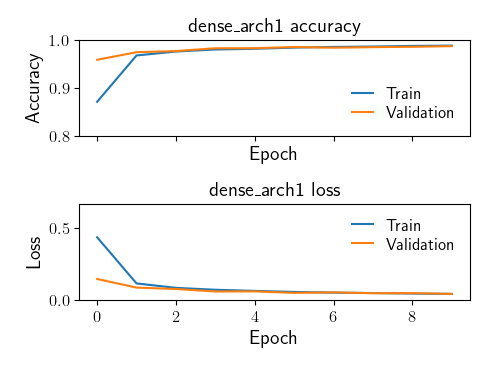 dense_arch1 accuracy
1.0
0.9
0.8
Accuracy
Train
Validation
Epoch
dense_arch1 loss
0.5
0.0
Loss
Train
Validation
0 2 4 6 8
Epoch